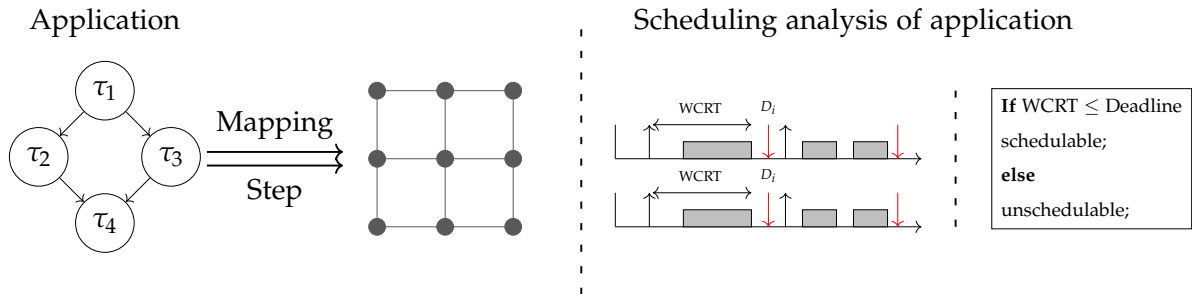 Application
τ1
τ2
τ3
τ4
Mapping
Step
Scheduling analysis of application
WCRT
Di
WCRT
Di
If WCRT ≤ Deadline
schedulable;
else
unschedulable;